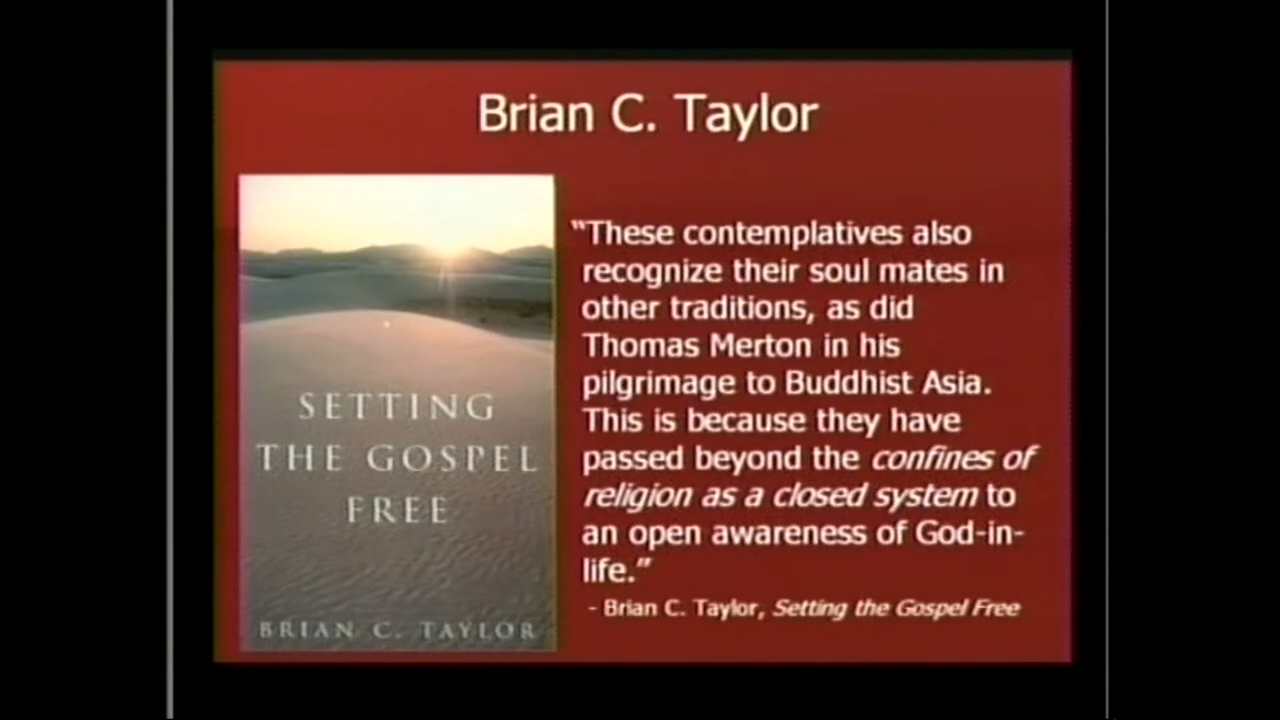 Brian C. Taylor
SETTING
THE GOSPEL
FREE
BRIAN C. TAYLOR
“These contemplatives also
recognize their soul mates in
other traditions, as did
Thomas Merton in his
pilgrimage to Buddhist Asia.
This is because they have
passed beyond the confines of
religion as a closed system to
an open awareness of God-in-
life.”
- Brian C. Taylor, Setting the Gospel Free